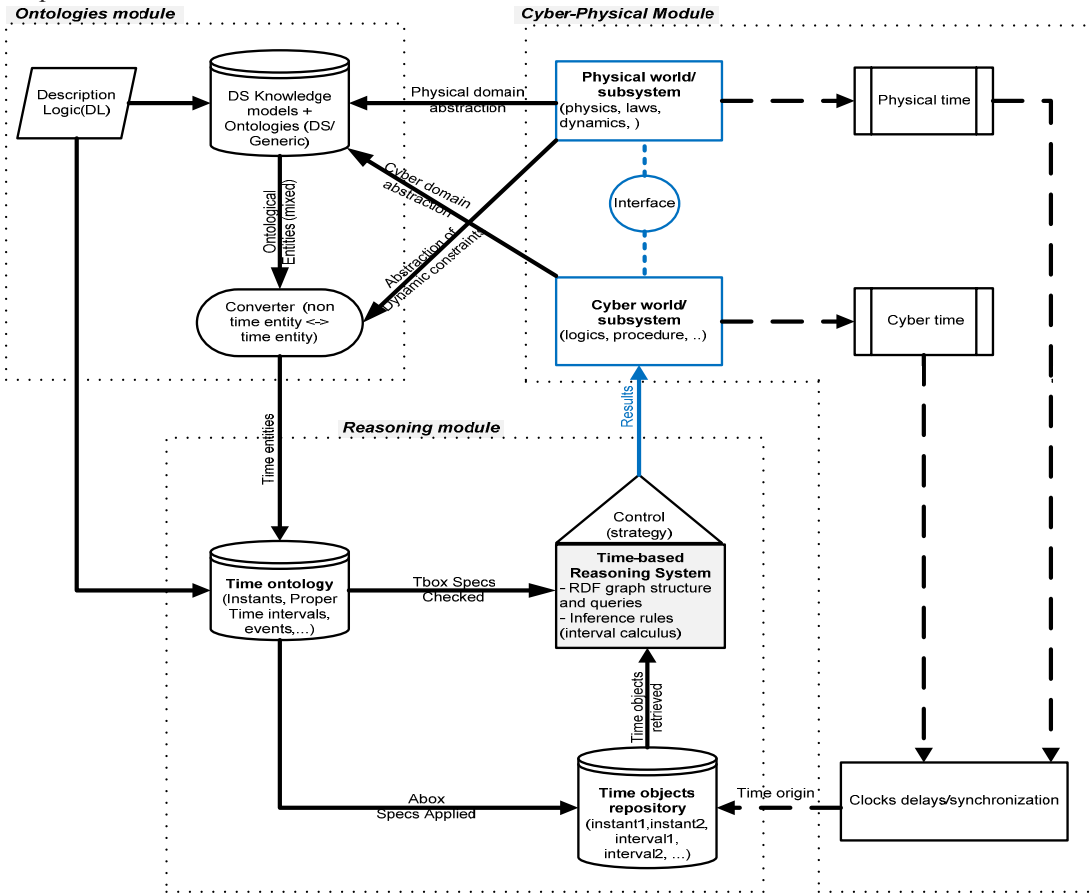 Ontologies module
Cyber-Physical Module
Description
Logic(DL)
DS Knowledge
models +
Ontologies (DS/
Generic)
Physical domain
abstraction
Physical world/
subsystem
(physics, laws,
dynamics, )
Physical time
Cyber domain
abstraction
Interface
Ontological
Entities (mixed)
Abstraction of
Dynamic constraints
Converter (non
time entity <->
time entity)
Cyber world/
subsystem
(logics, procedure, ..)
Cyber time
Results
Time entities
Reasoning module
Control
(strategy)
Time ontology
(Instants, Proper
Time intervals,
events,...)
Tbox Specs
Checked
Time-based
Reasoning System
- RDF graph structure
and queries
- Inference rules
(interval calculus)
Time objects
retrieved
Abox
Specs Applied
Time objects
repository
(instant1,instant2,
interval1,
interval2, ...)
Time origin
Clocks delays/synchronization